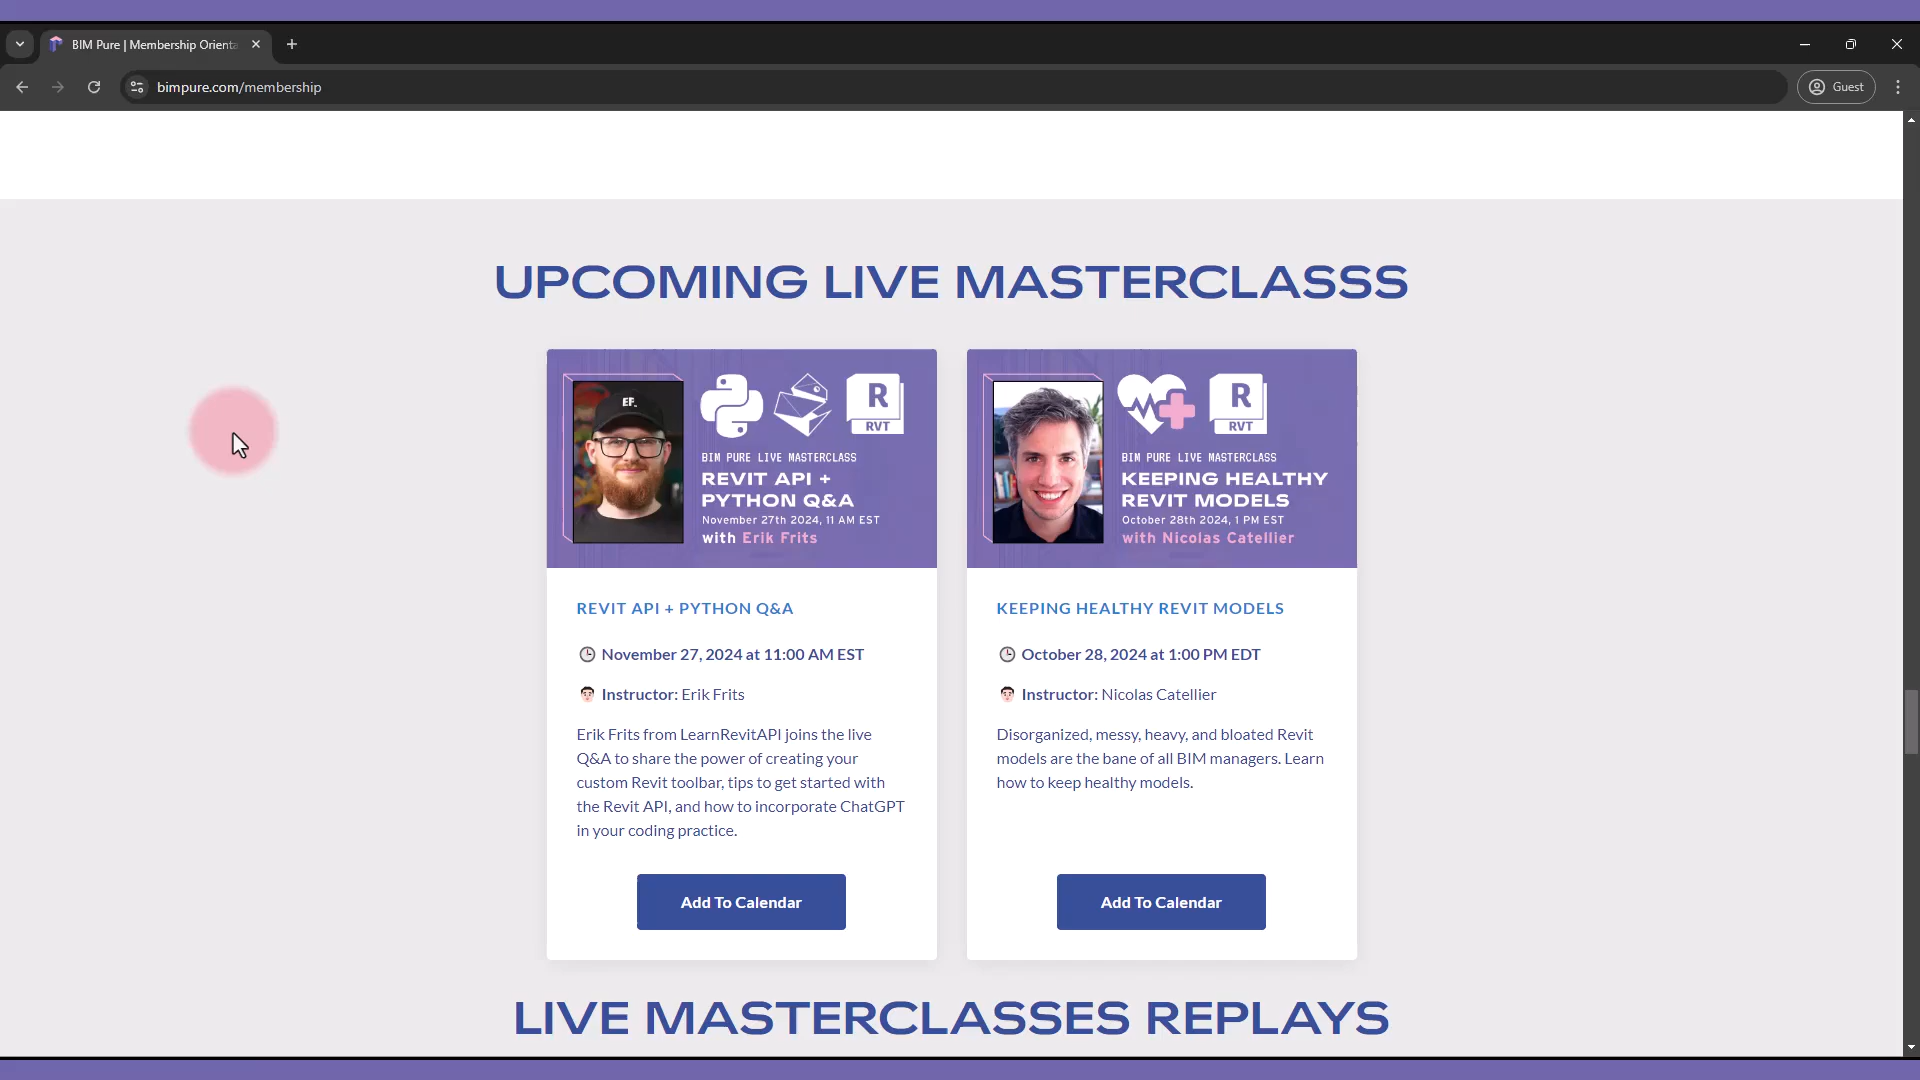 BIM Pure | Membership Orienta
bimpure.com/membership
Guest
UPCOMING LIVE MASTERCLASSS
EF.
R
RVT
BIM PURE LIVE MASTERCLASS
REVIT API +
PYTHON Q&A
November 27th 2024, 11 AM EST
with Erik Frits
REVIT API + PYTHON Q&A
November 27, 2024 at 11:00 AM EST
Instructor: Erik Frits
Erik Frits from LearnRevitAPI joins the live
Q&A to share the power of creating your
custom Revit toolbar, tips to get started with
the Revit API, and how to incorporate ChatGPT
in your coding practice.
Add To Calendar
R
RVT
BIM PURE LIVE MASTERCLASS
KEEPING HEALTHY
REVIT MODELS
October 28th 2024, 1 PM EST
with Nicolas Catellier
KEEPING HEALTHY REVIT MODELS
October 28, 2024 at 1:00 PM EDT
Instructor: Nicolas Catellier
Disorganized, messy, heavy, and bloated Revit
models are the bane of all BIM managers. Learn
how to keep healthy models.
Add To Calendar
LIVE MASTERCLASSES REPLAYS